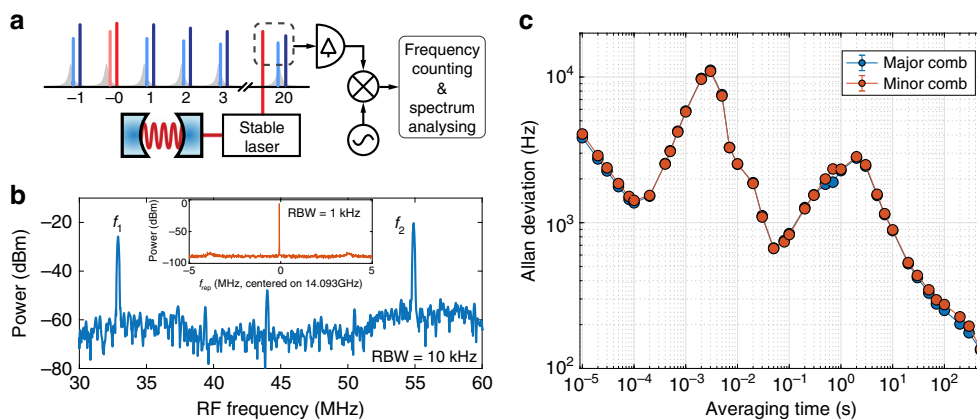 a
−1
−0
1
2
3
20
Stable
laser
Frequency
counting
&
spectrum
analysing
b
Power (dBm)
−20
−40
−60
−80
f1
f2
RBW = 10 kHz
30
35
40
45
50
55
60
RF frequency (MHz)
Power (dBm)
0
−50
−100
RBW = 1 kHz
-5
0
5
frep (MHz, centered on 14.093GHz)
c
Allan deviation (Hz)
10^4
10^3
10^2
Major comb
Minor comb
10^−5
10^−4
10^−3
10^−2
10^−1
10^0
10^1
10^2
Averaging time (s)